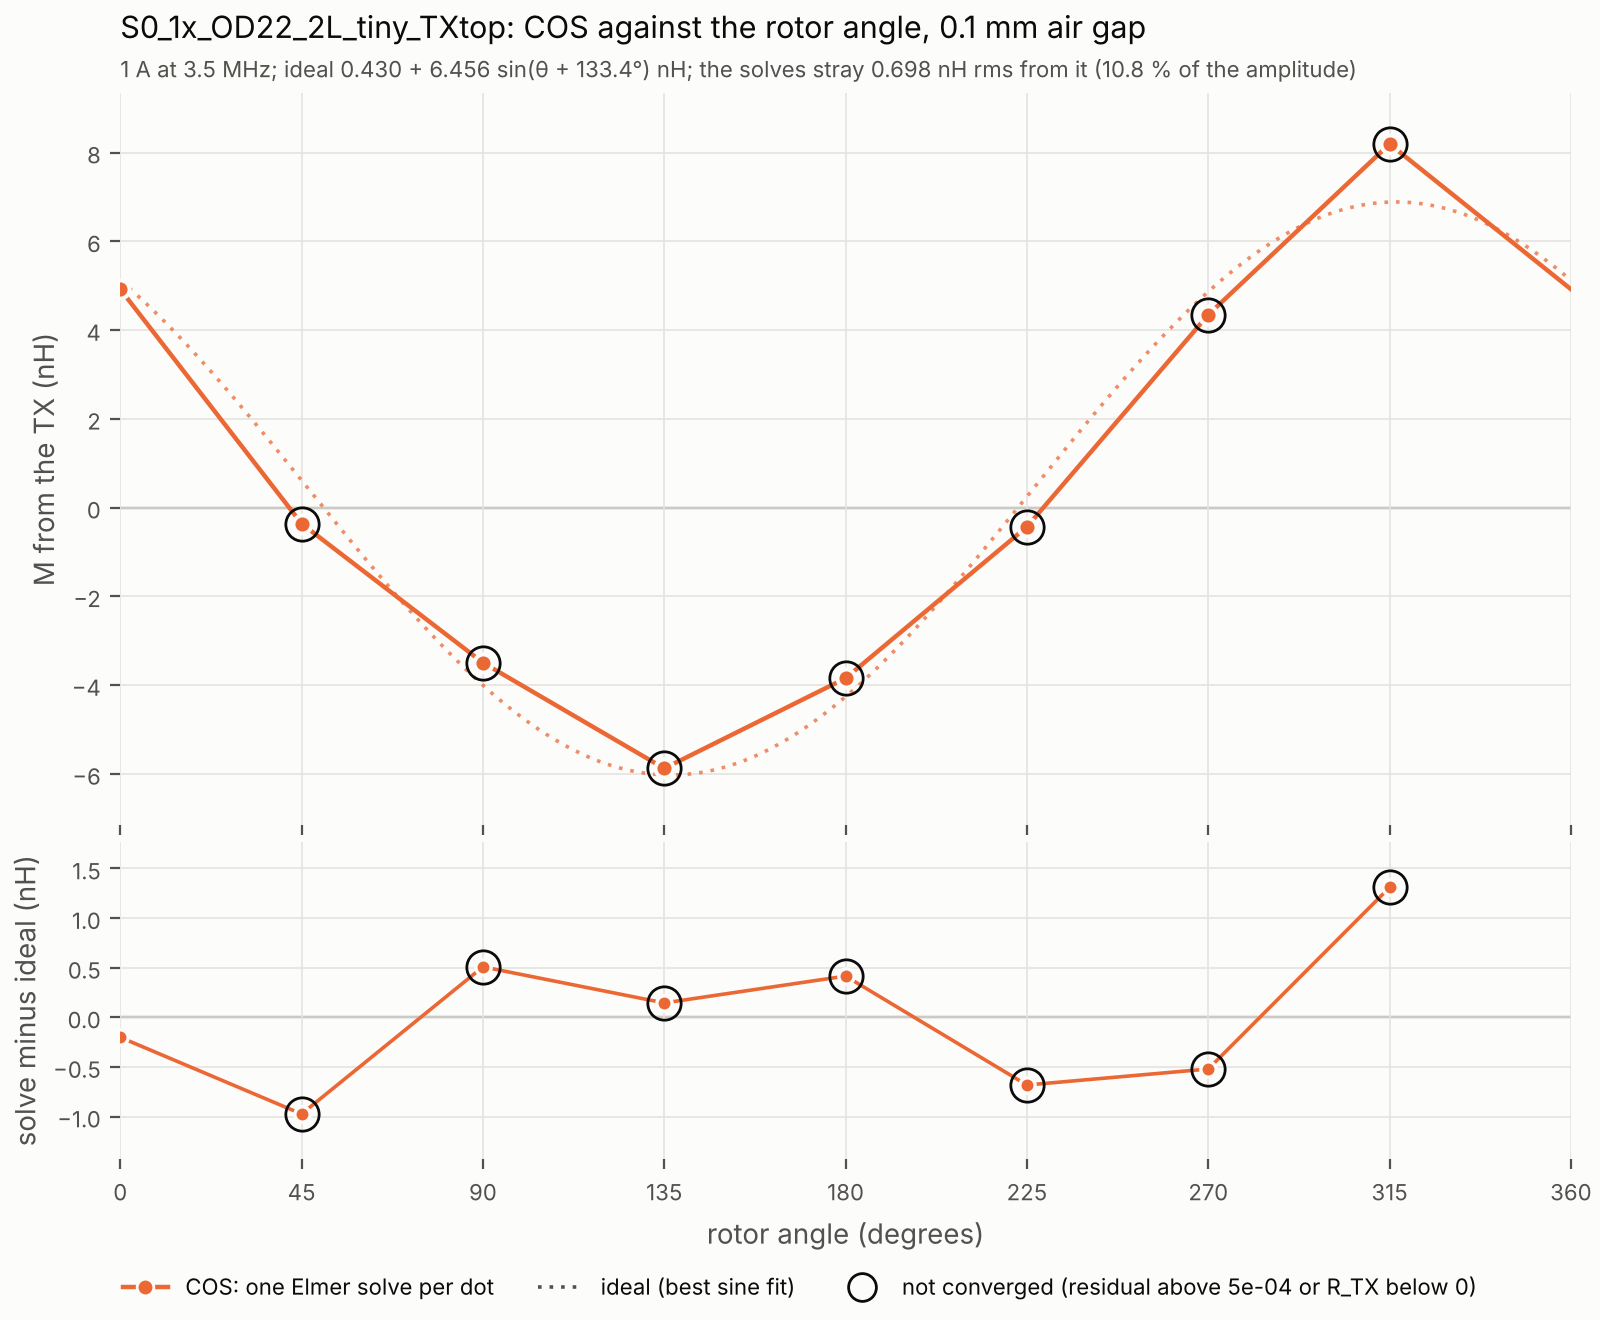 S0_1x_OD22_2L_tiny_TXtop: COS against the rotor angle, 0.1 mm air gap
1 A at 3.5 MHz; ideal 0.430 + 6.456 sin(θ + 133.4°) nH; the solves stray 0.698 nH rms from it (10.8 % of the amplitude)
M from the TX (nH)
8
6
4
2
0
−2
−4
−6
solve minus ideal (nH)
1.5
1.0
0.5
0.0
−0.5
−1.0
0 45 90 135 180 225 270 315 360
rotor angle (degrees)
COS: one Elmer solve per dot ideal (best sine fit) not converged (residual above 5e-04 or R_TX below 0)